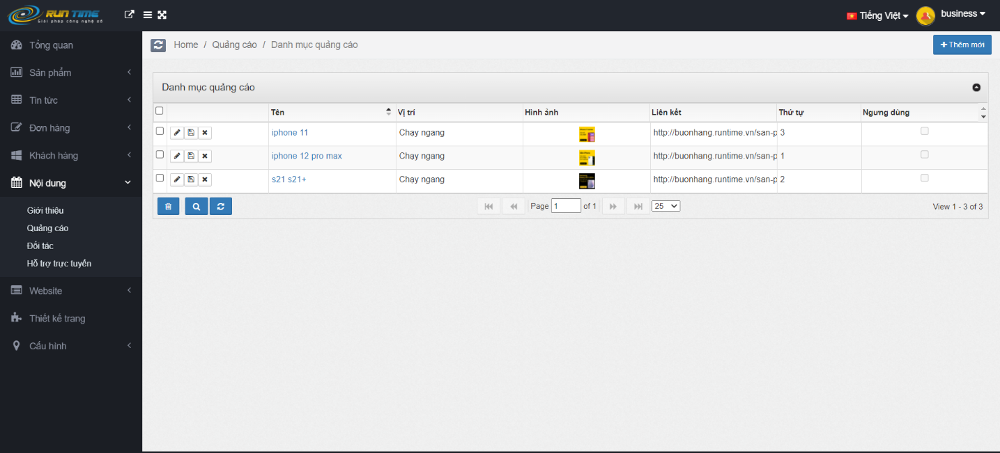 RUN TIME
Giải pháp công nghệ số
Tiếng Việt
business
Tổng quan
Sản phẩm
Tin tức
Đơn hàng
Khách hàng
Nội dung
Giới thiệu
Quảng cáo
Đối tác
Hỗ trợ trực tuyến
Website
Thiết kế trang
Cấu hình
Home / Quảng cáo / Danh mục quảng cáo
Thêm mới
Danh mục quảng cáo
Tên Vị trí Hình ảnh Liên kết Thứ tự Ngưng dùng
iphone 11 Chạy ngang http://buonhang.runtime.vn/san-p 3
iphone 12 pro max Chạy ngang http://buonhang.runtime.vn/san-p 1
s21 s21+ Chạy ngang http://buonhang.runtime.vn/san-p 2
Page 1 of 1 25 View 1 - 3 of 3